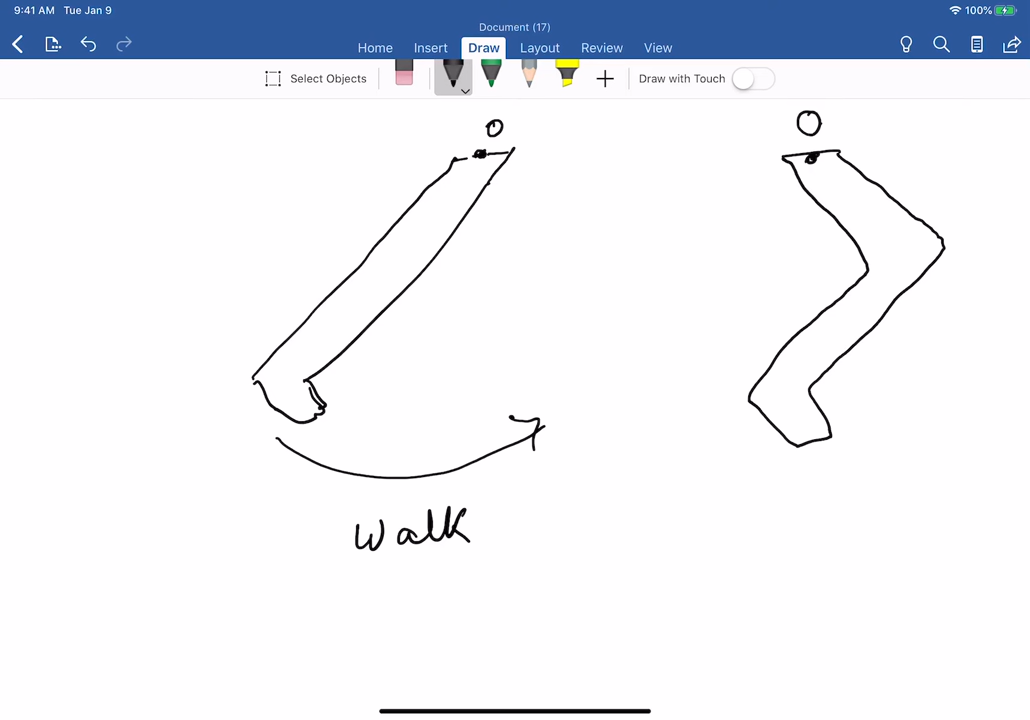 9:41 AM Tue Jan 9
100%
Document (17)
Home Insert Draw Layout Review View
Select Objects
Draw with Touch
O
O
walk